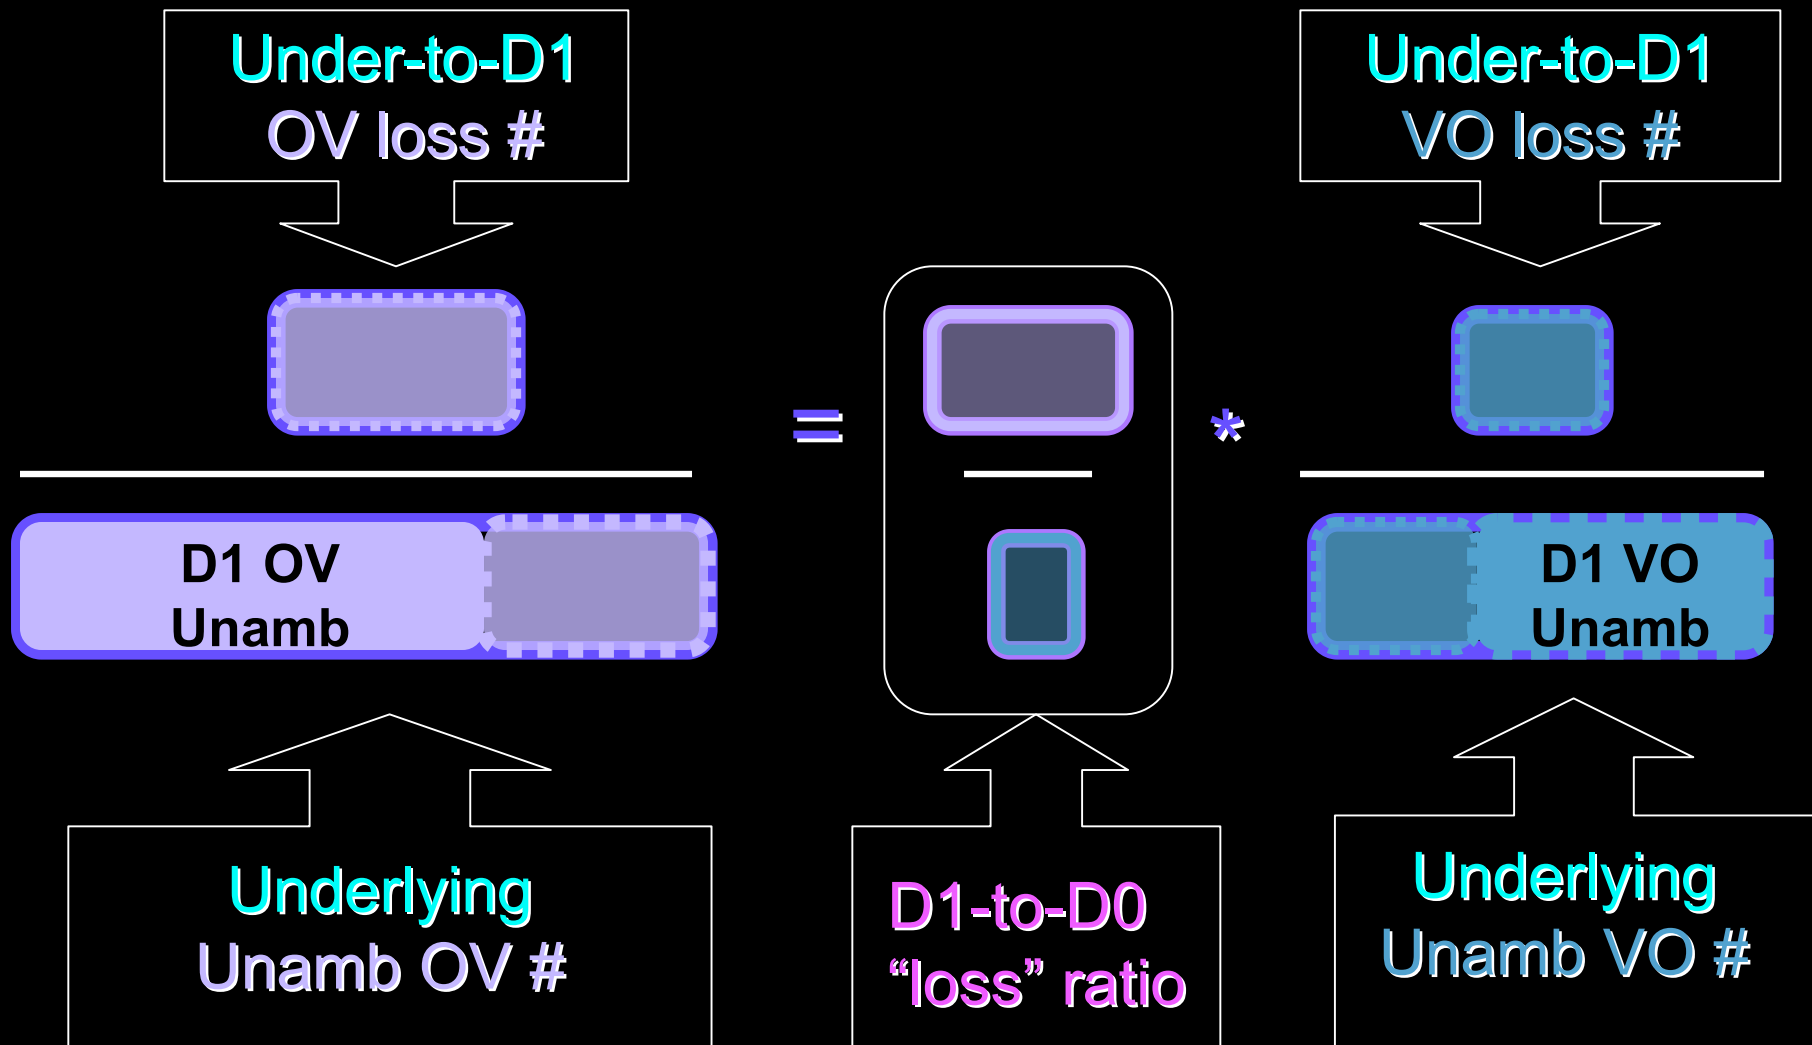 Under-to-D1
OV loss #
Under-to-D1
VO loss #
=
*
D1 OV
Unamb
D1 VO
Unamb
Underlying
Unamb OV #
D1-to-D0
“loss” ratio
Underlying
Unamb VO #